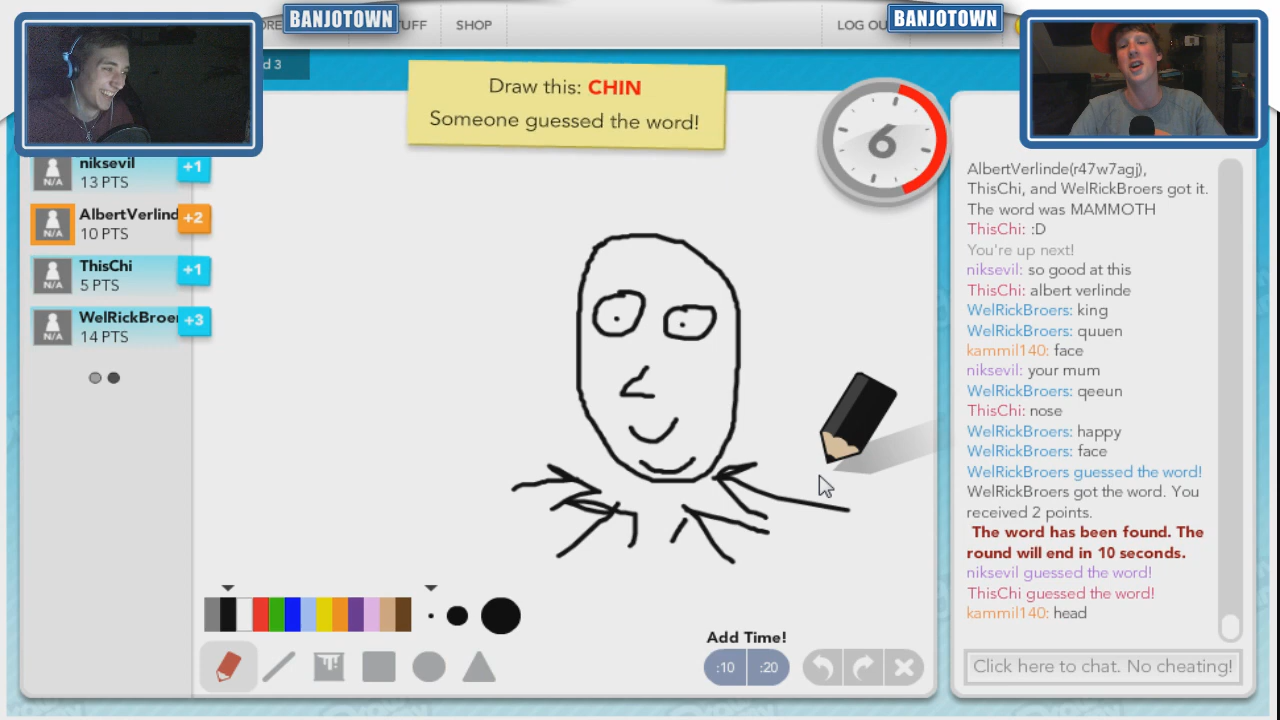 BANJOTOWN
BANJOTOWN
TUFF
SHOP
LOG OU
d 3
Draw this: CHIN
Someone guessed the word!
6
niksevil
13 PTS
+1
N/A
AlbertVerlind
10 PTS
+2
N/A
ThisChi
5 PTS
+1
N/A
WelRickBroer
14 PTS
+3
N/A
AlbertVerlinde(r47w7agj),
ThisChi, and WelRickBroers got it.
The word was MAMMOTH
ThisChi: :D
You're up next!
niksevil: so good at this
ThisChi: albert verlinde
WelRickBroers: king
WelRickBroers: quuen
kammil140: face
niksevil: your mum
WelRickBroers: qeeun
ThisChi: nose
WelRickBroers: happy
WelRickBroers: face
WelRickBroers guessed the word!
WelRickBroers got the word. You
received 2 points.
The word has been found. The
round will end in 10 seconds.
niksevil guessed the word!
ThisChi guessed the word!
kammil140: head
Add Time!
:10 :20
Click here to chat. No cheating!